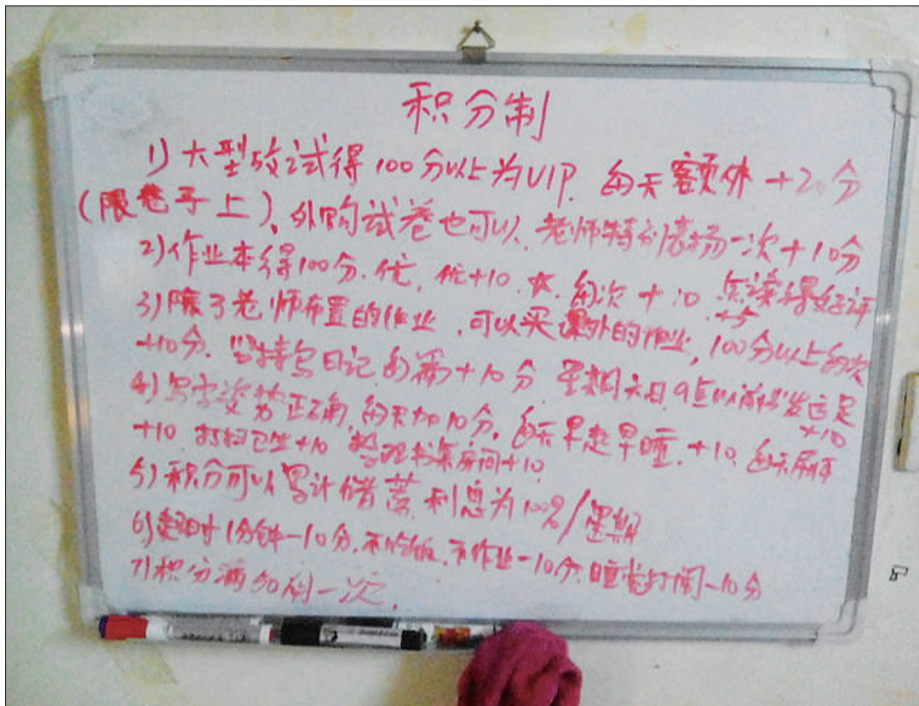 积分制
1) 大型考试得100分以上为VIP 每天额外+20分
(限卷子上)。外购试卷也可以、老师特别表扬一次+10分
2) 作业本得100分、优, 优+10、每次+10 朗读得好评+5
3) 除了老师布置的作业,可以买课外的作业,100分以上每次
+10分、坚持写日记每篇+10分 星期天日9点以前出发远足+10
4) 写字姿势正确,每天加10分,每天早起早睡、+10、每天刷牙
+10 打扫卫生+10 整理书桌房间+10
5) 积分可以累计储蓄 利息为100%/星期
6) 超时1分钟-10分、不吃饭、不作业-10分、睡觉打闹-10分
7) 积分满 一次.